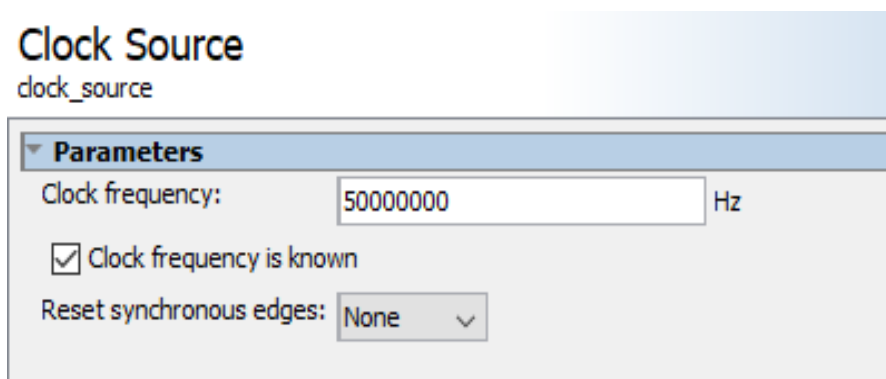 Clock Source
clock_source
Parameters
Clock frequency: 50000000 Hz
Clock frequency is known
Reset synchronous edges: None